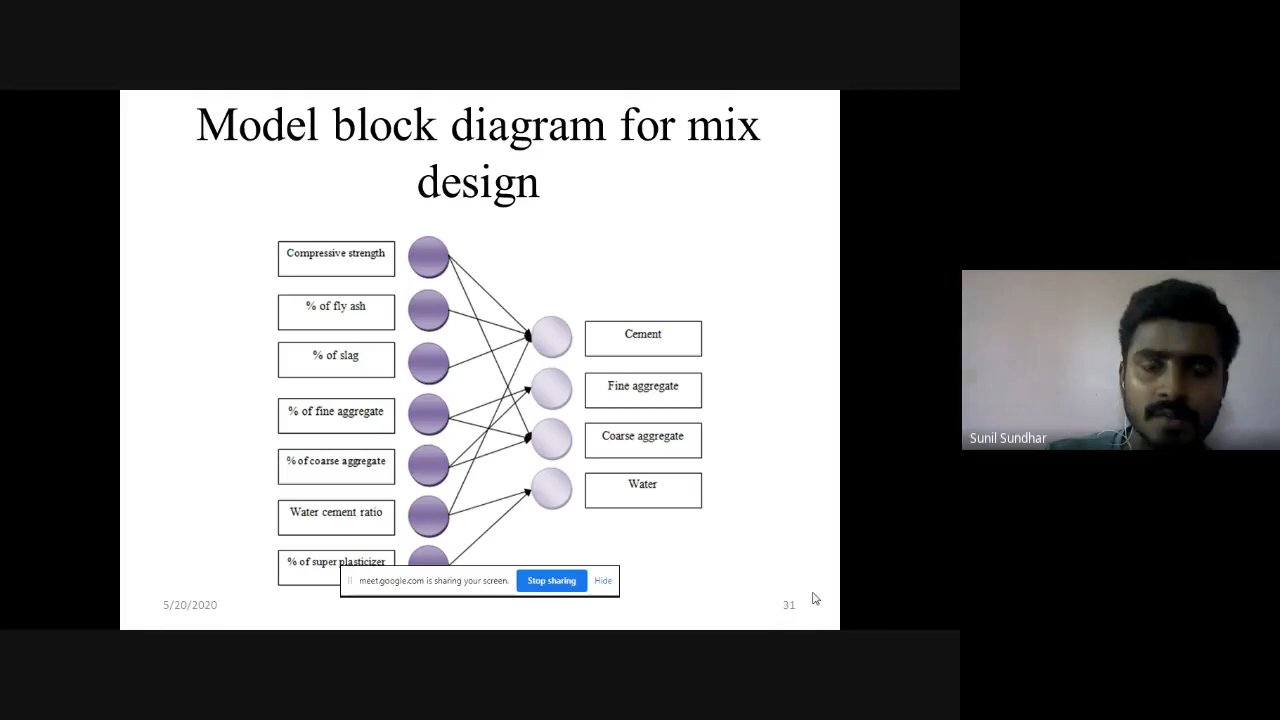 Model block diagram for mix
design
Compressive strength
% of fly ash
% of slag
% of fine aggregate
% of coarse aggregate
Water cement ratio
% of super plasticizer
Cement
Fine aggregate
Coarse aggregate
Water
meet.google.com is sharing your screen.
Stop sharing
Hide
5/20/2020
31
Sunil Sundhar